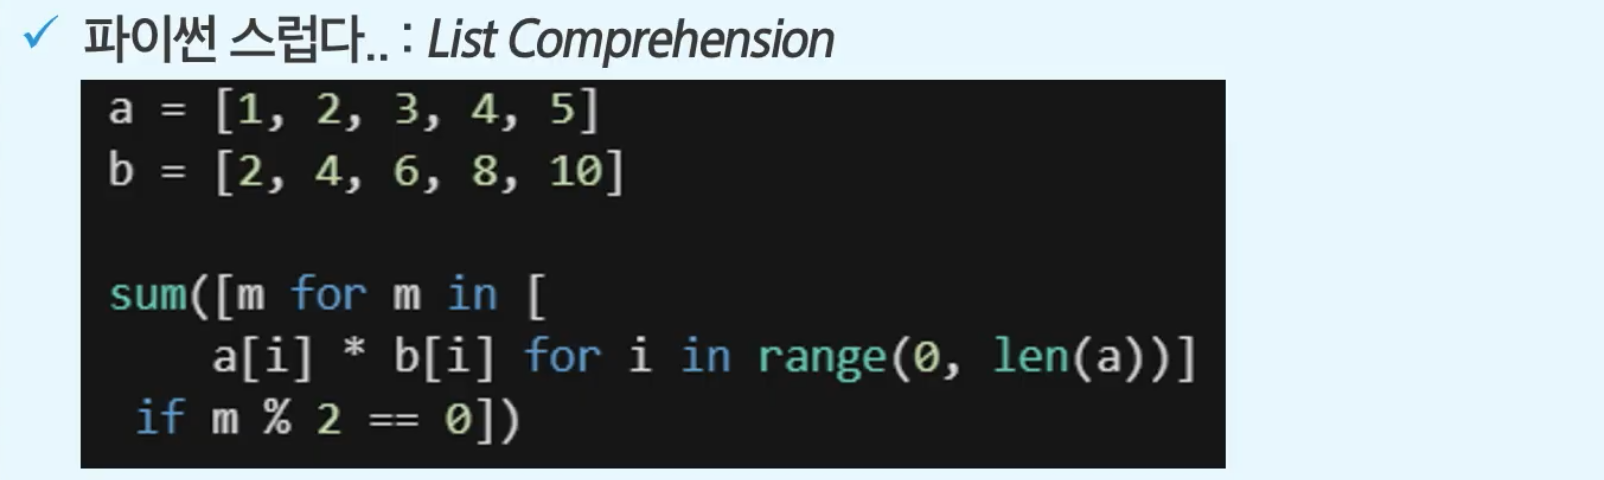 ✓ 파이썬 스럽다.. : List Comprehension
a = [1, 2, 3, 4, 5]
b = [2, 4, 6, 8, 10]
sum([m for m in [
    a[i] * b[i] for i in range(0, len(a))]
 if m % 2 == 0])